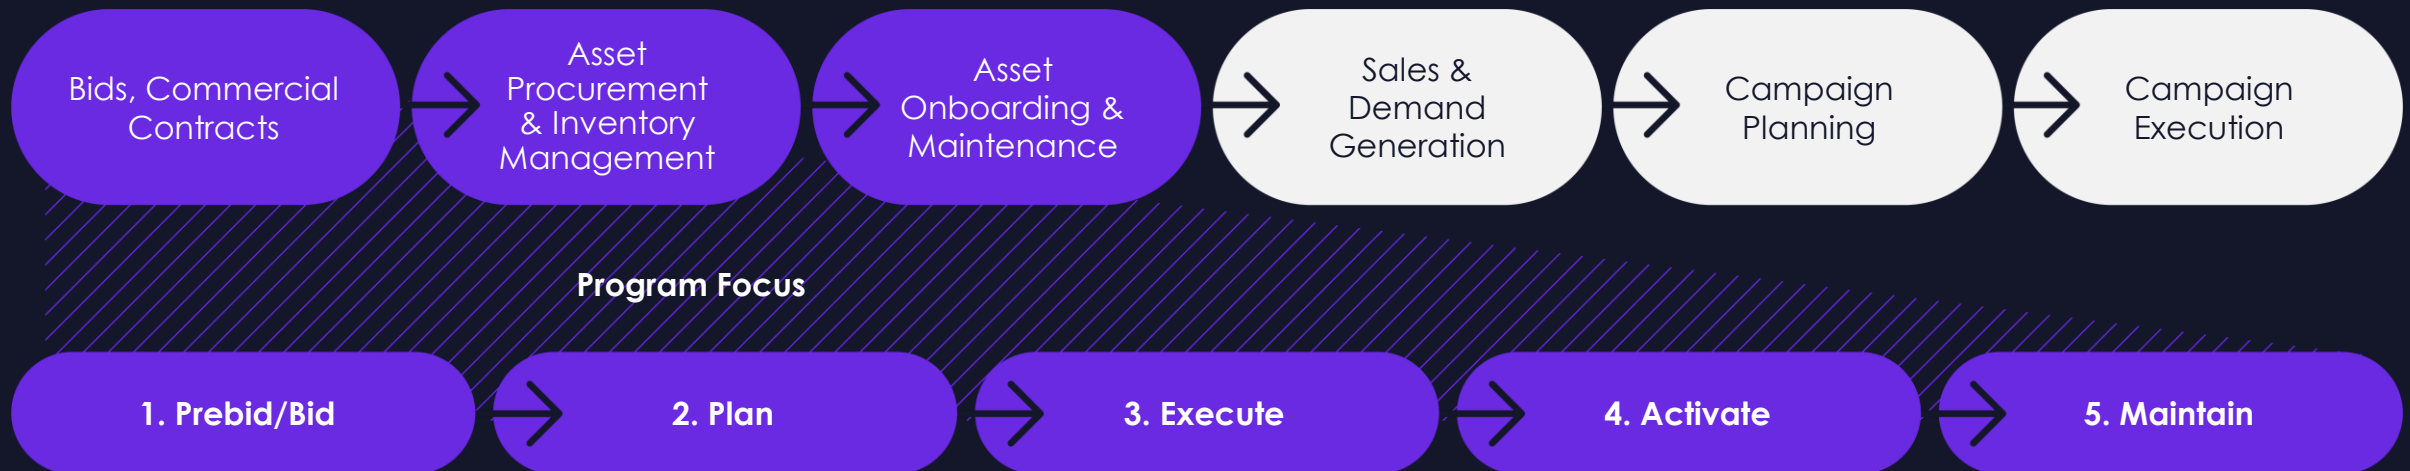 Bids, Commercial
Contracts
Asset
Procurement
& Inventory
Management
Asset
Onboarding &
Maintenance
Sales &
Demand
Generation
Campaign
Planning
Campaign
Execution
Program Focus
1. Prebid/Bid
2. Plan
3. Execute
4. Activate
5. Maintain